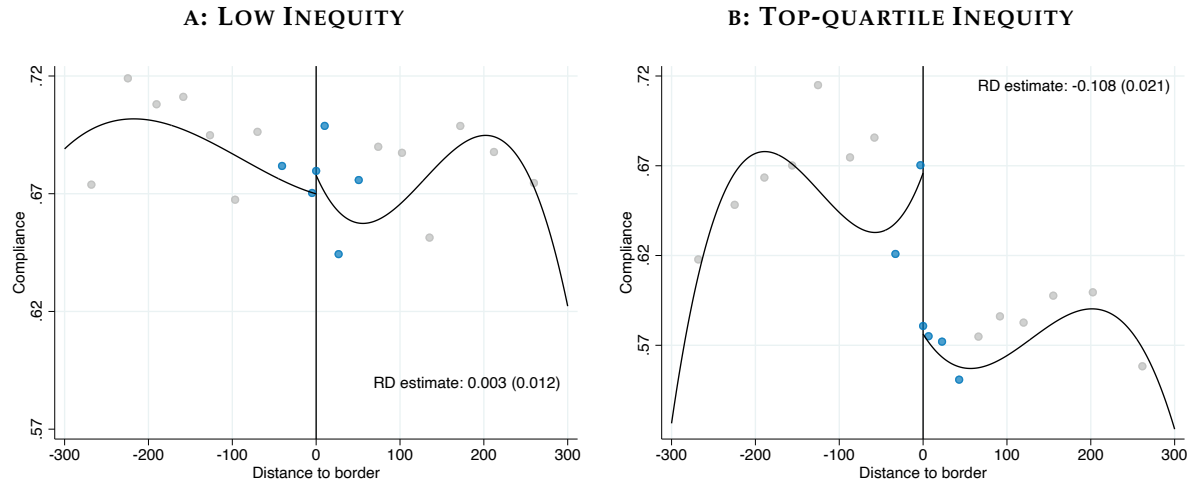 A: LOW INEQUITY
.72
.67
.62
.57
Compliance
RD estimate: 0.003 (0.012)
-300 -200 -100 0 100 200 300
Distance to border
B: TOP-QUARTILE INEQUITY
.72
.67
.62
.57
Compliance
RD estimate: -0.108 (0.021)
-300 -200 -100 0 100 200 300
Distance to border